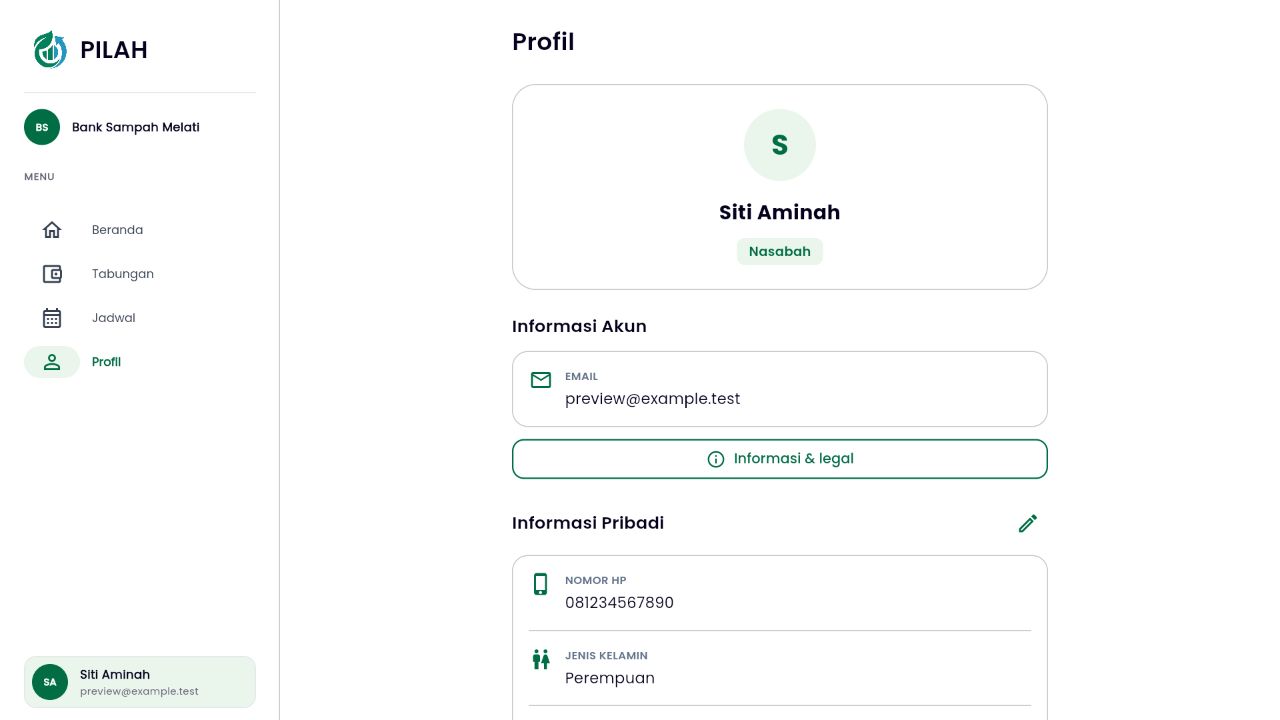 PILAH
BS
Bank Sampah Melati
MENU
Beranda
Tabungan
Jadwal
Profil
SA
Siti Aminah
preview@example.test
Profil
S
Siti Aminah
Nasabah
Informasi Akun
EMAIL
preview@example.test
Informasi & legal
Informasi Pribadi
NOMOR HP
081234567890
JENIS KELAMIN
Perempuan